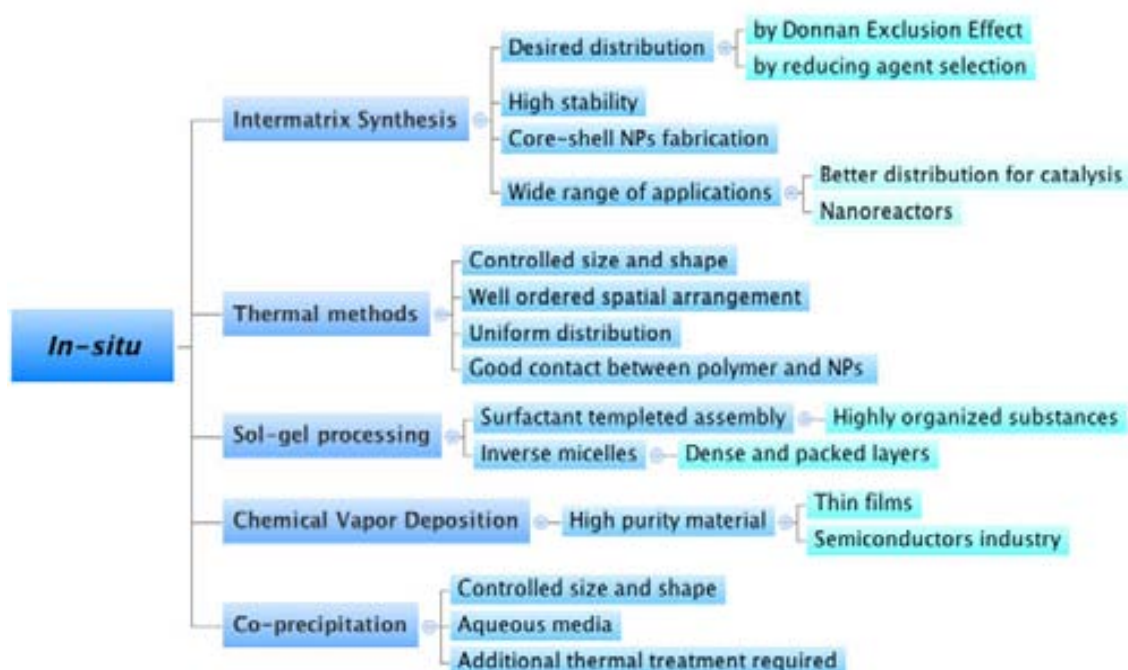 In-situ
Intermatrix Synthesis
Desired distribution
by Donnan Exclusion Effect
by reducing agent selection
High stability
Core-shell NPs fabrication
Wide range of applications
Better distribution for catalysis
Nanoreactors
Thermal methods
Controlled size and shape
Well ordered spatial arrangement
Uniform distribution
Good contact between polymer and NPs
Sol-gel processing
Surfactant templeted assembly
Highly organized substances
Inverse micelles
Dense and packed layers
Chemical Vapor Deposition
High purity material
Thin films
Semiconductors industry
Co-precipitation
Controlled size and shape
Aqueous media
Additional thermal treatment required